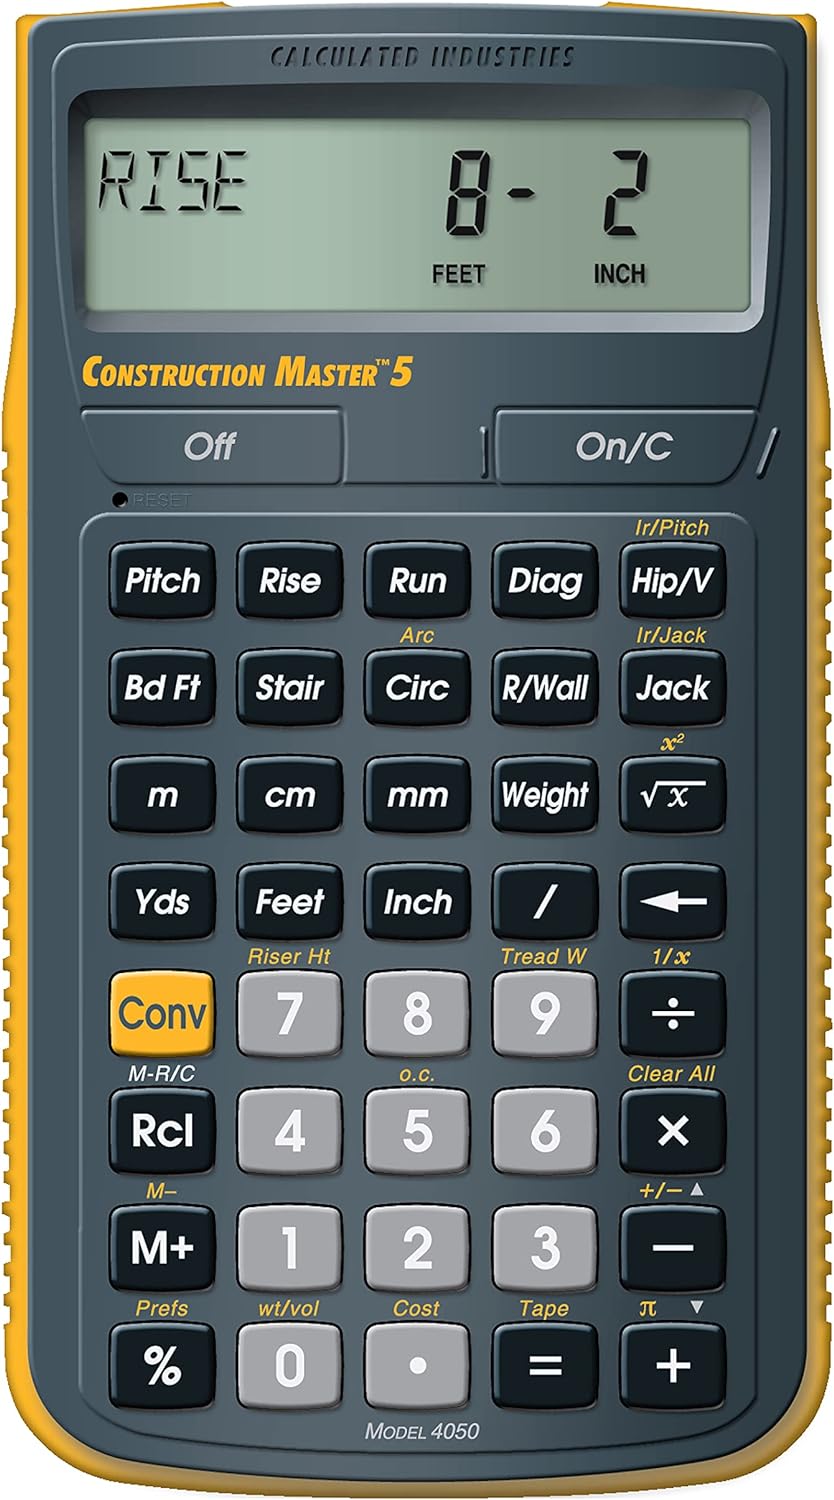 CALCULATED INDUSTRIES
RISE 8 - 2
FEET INCH
CONSTRUCTION MASTER™ 5
Off On/C
RESET
Ir/Pitch
Pitch Rise Run Diag Hip/V
Arc Ir/Jack
Bd Ft Stair Circ R/Wall Jack
x²
m cm mm Weight √x
Yds Feet Inch / ←
Riser Ht Tread W 1/x
Conv 7 8 9 ÷
M-R/C o.c. Clear All
Rcl 4 5 6 ×
M– +/– ▲
M+ 1 2 3 –
Prefs wt/vol Cost Tape π ▼
% 0 • = +
MODEL 4050